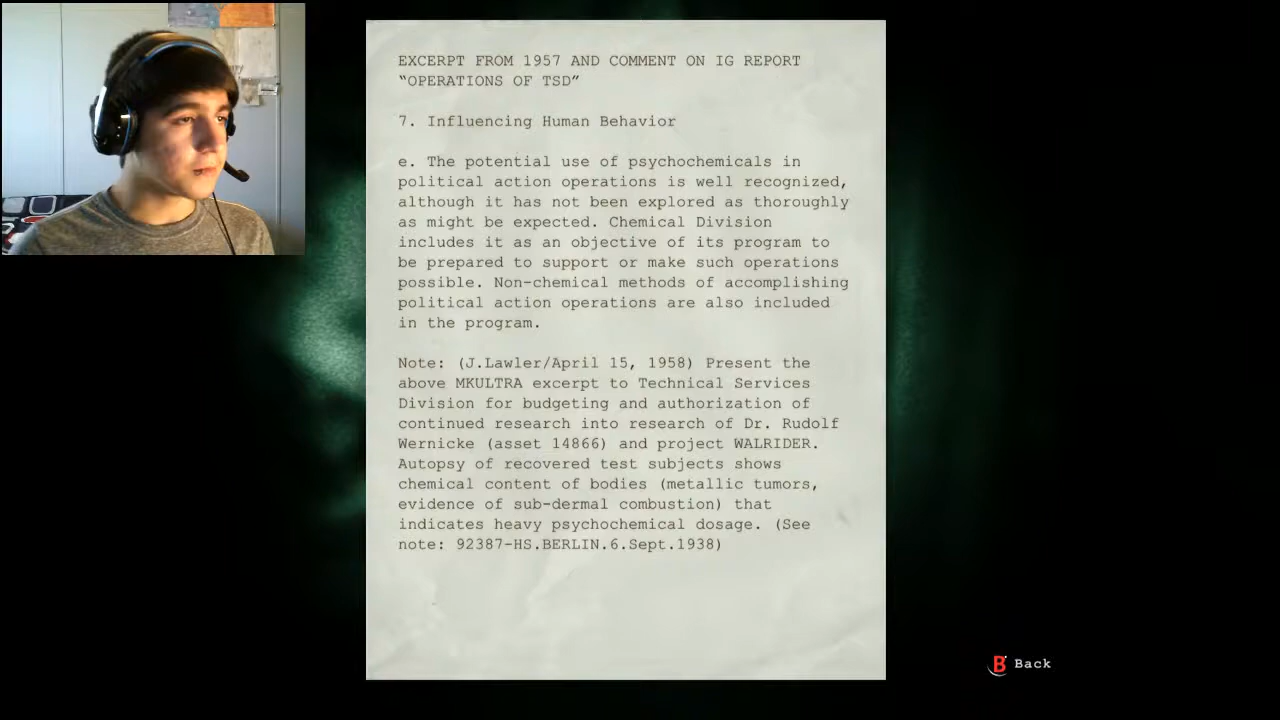 EXCERPT FROM 1957 AND COMMENT ON IG REPORT
“OPERATIONS OF TSD”
7. Influencing Human Behavior
e. The potential use of psychochemicals in
political action operations is well recognized,
although it has not been explored as thoroughly
as might be expected. Chemical Division
includes it as an objective of its program to
be prepared to support or make such operations
possible. Non-chemical methods of accomplishing
political action operations are also included
in the program.
Note: (J.Lawler/April 15, 1958) Present the
above MKULTRA excerpt to Technical Services
Division for budgeting and authorization of
continued research into research of Dr. Rudolf
Wernicke (asset 14866) and project WALRIDER.
Autopsy of recovered test subjects shows
chemical content of bodies (metallic tumors,
evidence of sub-dermal combustion) that
indicates heavy psychochemical dosage. (See
note: 92387-HS.BERLIN.6.Sept.1938)
B Back